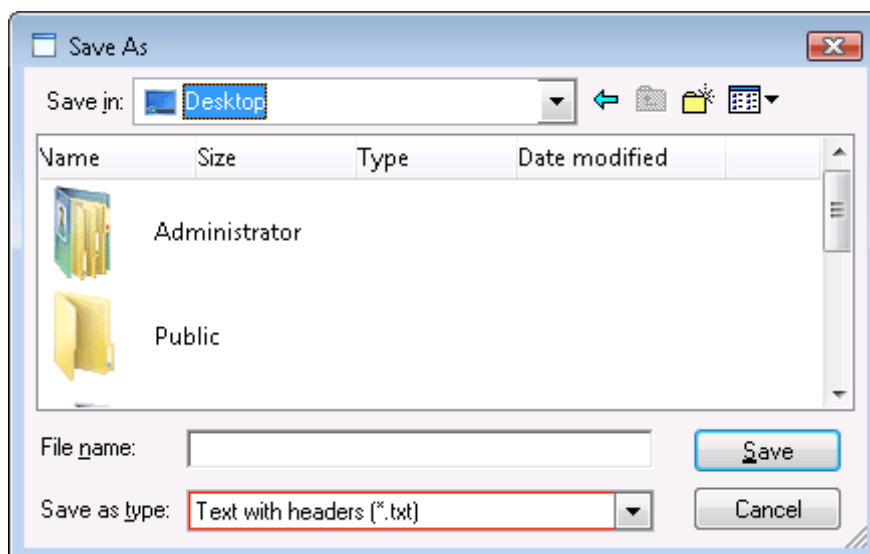 Save As
Save in: Desktop
Name Size Type Date modified
Administrator
Public
File name:
Save
Save as type: Text with headers (*.txt)
Cancel